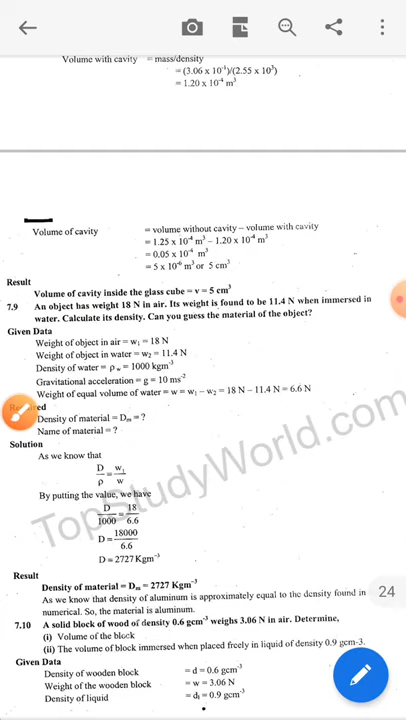 Volume with cavity = mass/density
= (3.06 x 10⁻¹)/(2.55 x 10³)
= 1.20 x 10⁻⁴ m³
Volume of cavity = volume without cavity – volume with cavity
= 1.25 x 10⁻⁴ m³ – 1.20 x 10⁻⁴ m³
= 0.05 x 10⁻⁴ m³
= 5 x 10⁻⁶ m³ or 5 cm³
Result
Volume of cavity inside the glass cube = v = 5 cm³
7.9 An object has weight 18 N in air. Its weight is found to be 11.4 N when immersed in
water. Calculate its density. Can you guess the material of the object?
Given Data
Weight of object in air = w₁ = 18 N
Weight of object in water = w₂ = 11.4 N
Density of water = ρ w = 1000 kgm⁻³
Gravitational acceleration = g = 10 ms⁻²
Weight of equal volume of water = w = w₁ – w₂ = 18 N – 11.4 N = 6.6 N
Density of material = Dₘ = ?
Name of material = ?
Solution
As we know that
D/ρ = w₁/w
By putting the value, we have
D/1000 = 18/6.6
D = 18000/6.6
D = 2727 Kgm⁻³
Result
Density of material = Dₘ = 2727 Kgm⁻³
As we know that density of aluminum is approximately equal to the density found in
numerical. So, the material is aluminum.
24
7.10 A solid block of wood of density 0.6 gcm⁻³ weighs 3.06 N in air. Determine,
(i) Volume of the block
(ii) The volume of block immersed when placed freely in liquid of density 0.9 gcm-3.
Given Data
Density of wooden block = d = 0.6 gcm⁻³
Weight of the wooden block = w = 3.06 N
Density of liquid = dₗ = 0.9 gcm⁻³
TopStudyWorld.com